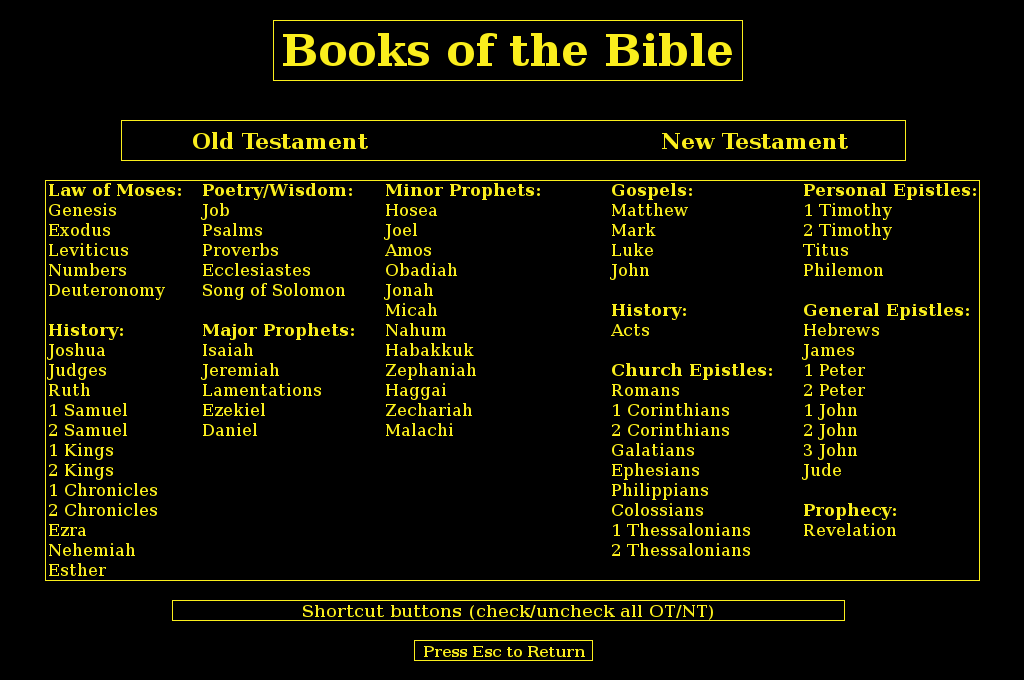 Books of the Bible
Old Testament
New Testament
Law of Moses:
Genesis
Exodus
Leviticus
Numbers
Deuteronomy
History:
Joshua
Judges
Ruth
1 Samuel
2 Samuel
1 Kings
2 Kings
1 Chronicles
2 Chronicles
Ezra
Nehemiah
Esther
Poetry/Wisdom:
Job
Psalms
Proverbs
Ecclesiastes
Song of Solomon
Major Prophets:
Isaiah
Jeremiah
Lamentations
Ezekiel
Daniel
Minor Prophets:
Hosea
Joel
Amos
Obadiah
Jonah
Micah
Nahum
Habakkuk
Zephaniah
Haggai
Zechariah
Malachi
Gospels:
Matthew
Mark
Luke
John
History:
Acts
Church Epistles:
Romans
1 Corinthians
2 Corinthians
Galatians
Ephesians
Philippians
Colossians
1 Thessalonians
2 Thessalonians
Personal Epistles:
1 Timothy
2 Timothy
Titus
Philemon
General Epistles:
Hebrews
James
1 Peter
2 Peter
1 John
2 John
3 John
Jude
Prophecy:
Revelation
Shortcut buttons (check/uncheck all OT/NT)
Press Esc to Return